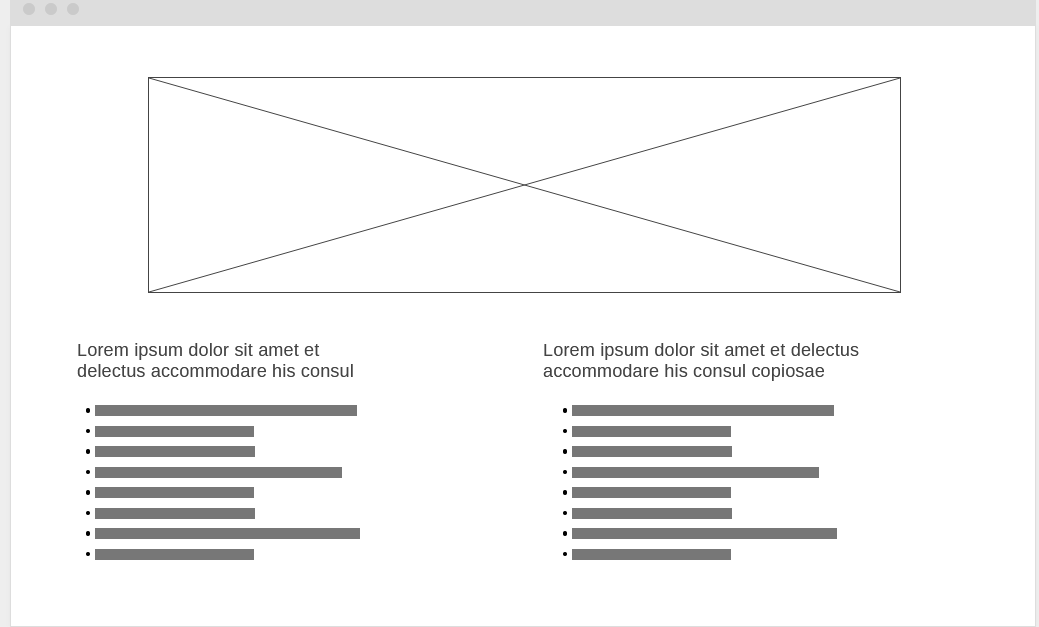 Lorem ipsum dolor sit amet et
delectus accommodare his consul
Lorem ipsum dolor sit amet et delectus
accommodare his consul copiosae